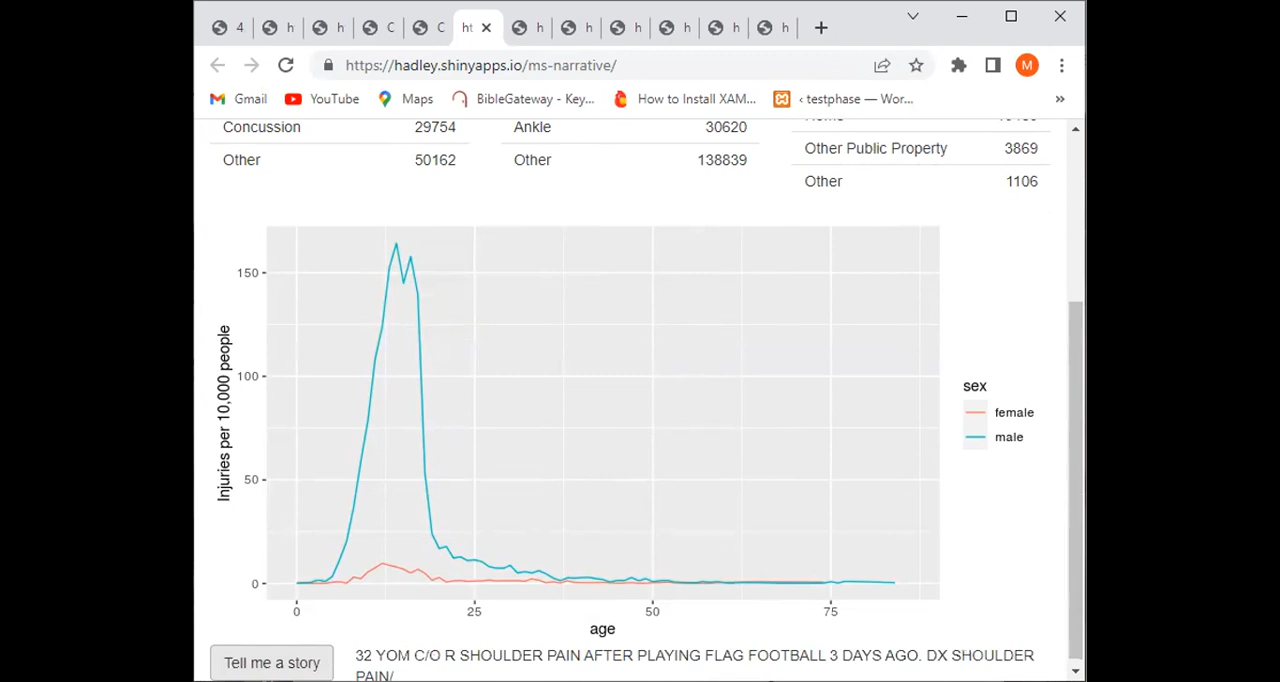 4 h h C C ht h h h h h h
https://hadley.shinyapps.io/ms-narrative/
M
Gmail YouTube Maps BibleGateway - Key... How to Install XAM... ‹ testphase — Wor... »
Concussion 29754 Ankle 30620
Other Public Property 3869
Other 50162 Other 138839
Other 1106
150
100
50
0
Injuries per 10,000 people
0 25 50 75
age
sex
female
male
Tell me a story
32 YOM C/O R SHOULDER PAIN AFTER PLAYING FLAG FOOTBALL 3 DAYS AGO. DX SHOULDER
PAIN/